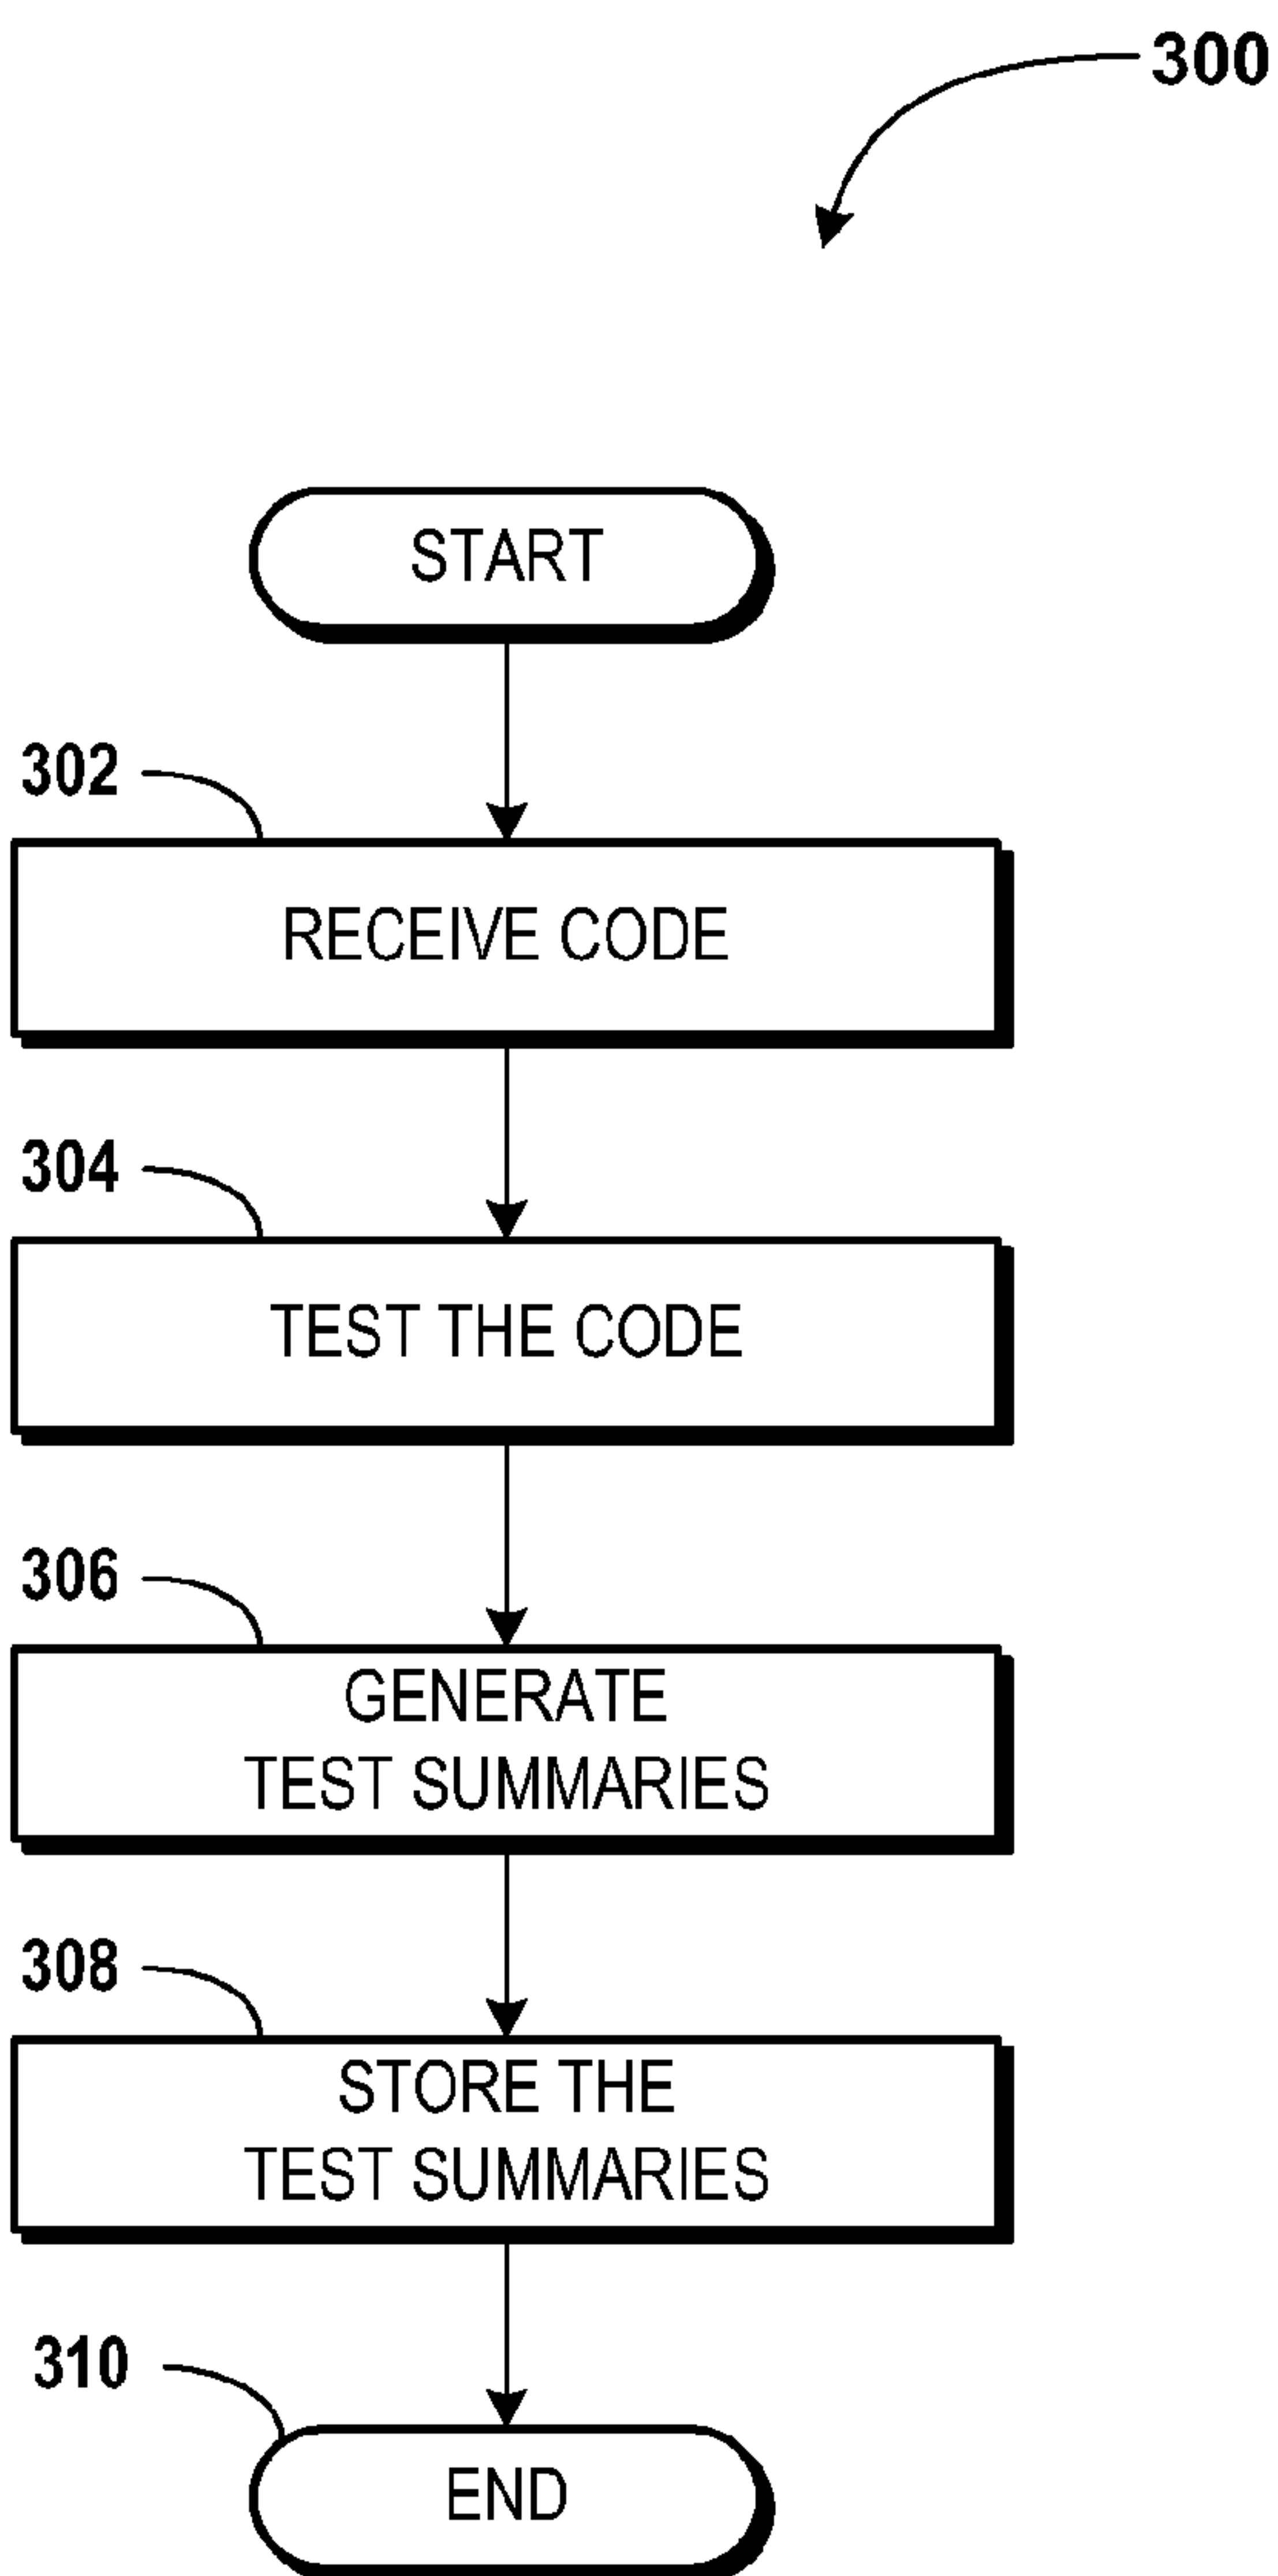 300
START
302
RECEIVE CODE
304
TEST THE CODE
306
GENERATE
TEST SUMMARIES
308
STORE THE
TEST SUMMARIES
310
END